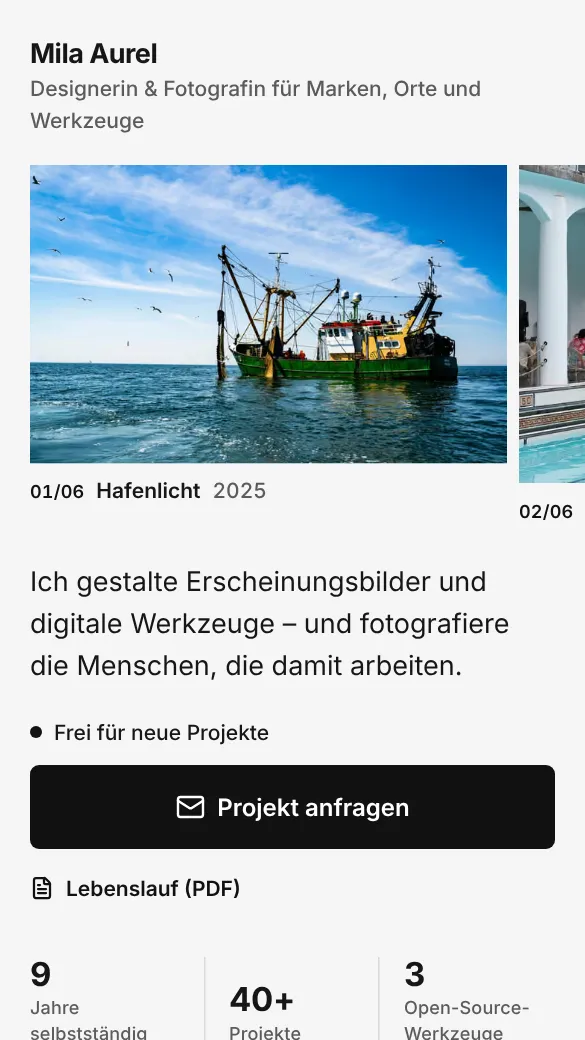 Mila Aurel
Designerin & Fotografin für Marken, Orte und
Werkzeuge
01/06 Hafenlicht 2025
02/06
Ich gestalte Erscheinungsbilder und
digitale Werkzeuge – und fotografiere
die Menschen, die damit arbeiten.
Frei für neue Projekte
Projekt anfragen
Lebenslauf (PDF)
9
Jahre
selbstständig
40+
Projekte
3
Open-Source-
Werkzeuge